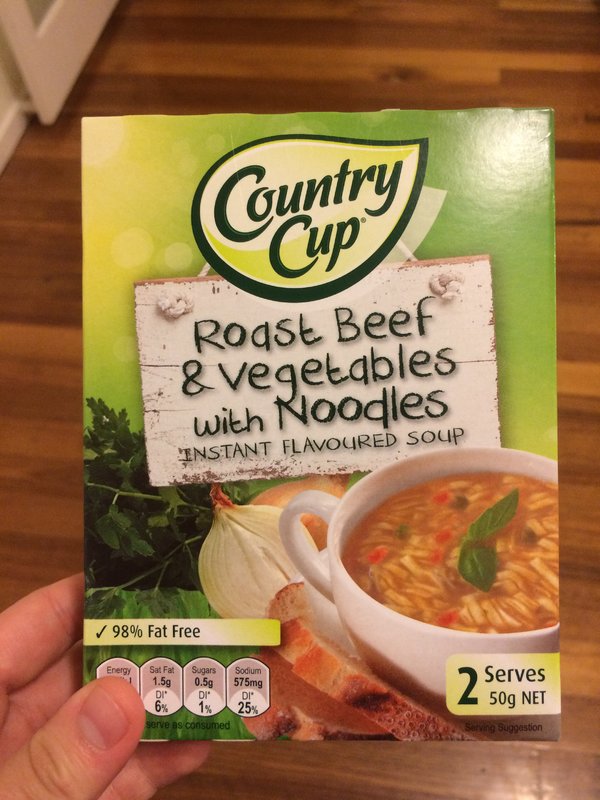 Country
Cup®
Roast Beef
& Vegetables
with Noodles
INSTANT FLAVOURED SOUP
✓ 98% Fat Free
Energy Sat Fat Sugars Sodium
1.5g 0.5g 575mg
DI* DI* DI*
6% 1% 25%
serve as consumed
2 Serves
50g NET
Serving Suggestion